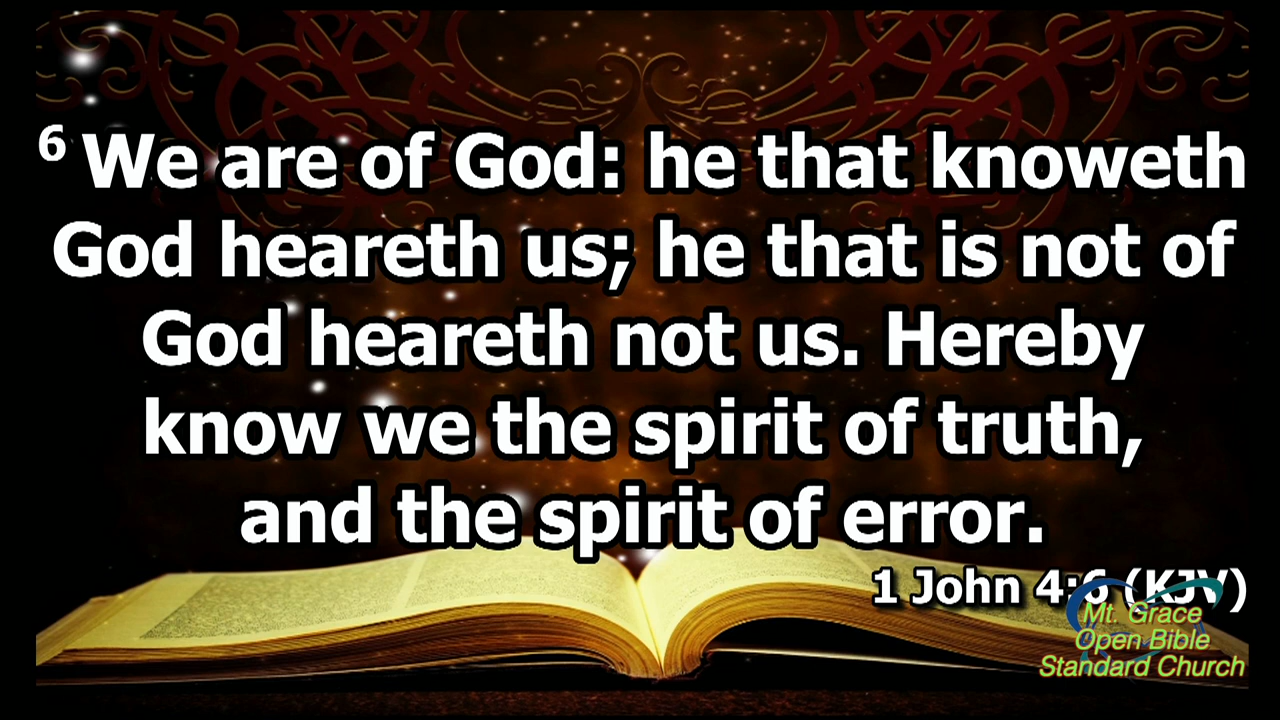 6 We are of God: he that knoweth
God heareth us; he that is not of
God heareth not us. Hereby
know we the spirit of truth,
and the spirit of error.
1 John 4:6 (KJV)
Mt. Grace
Open Bible
Standard Church